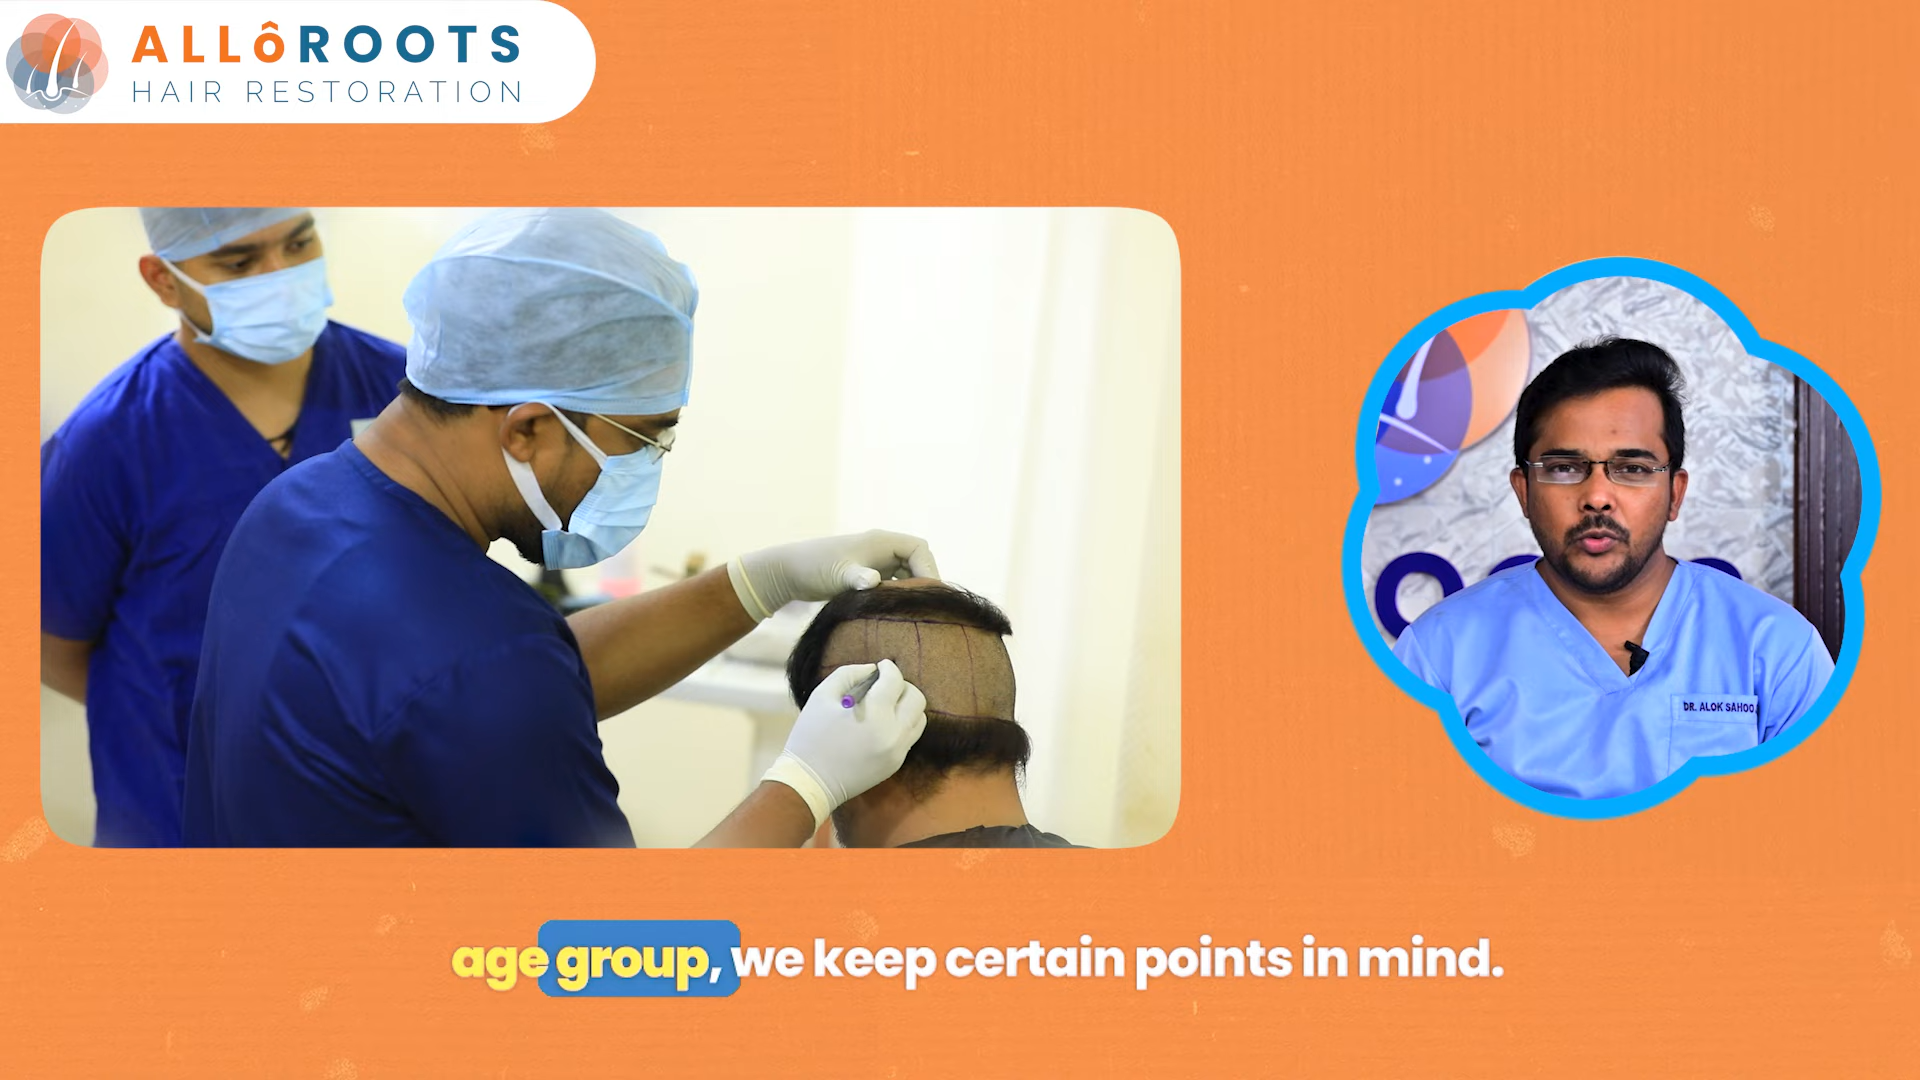 ALLôROOTS
HAIR RESTORATION
DR. ALOK SAHOO
age group, we keep certain points in mind.